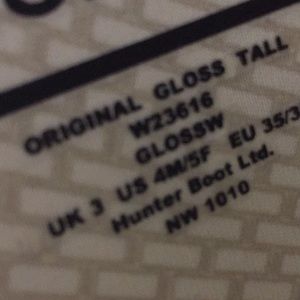 ORIGINAL GLOSS TALL
W23616
GLOSSW
UK 3 US 4M/5F EU 35/3
Hunter Boot Ltd.
NW 1010